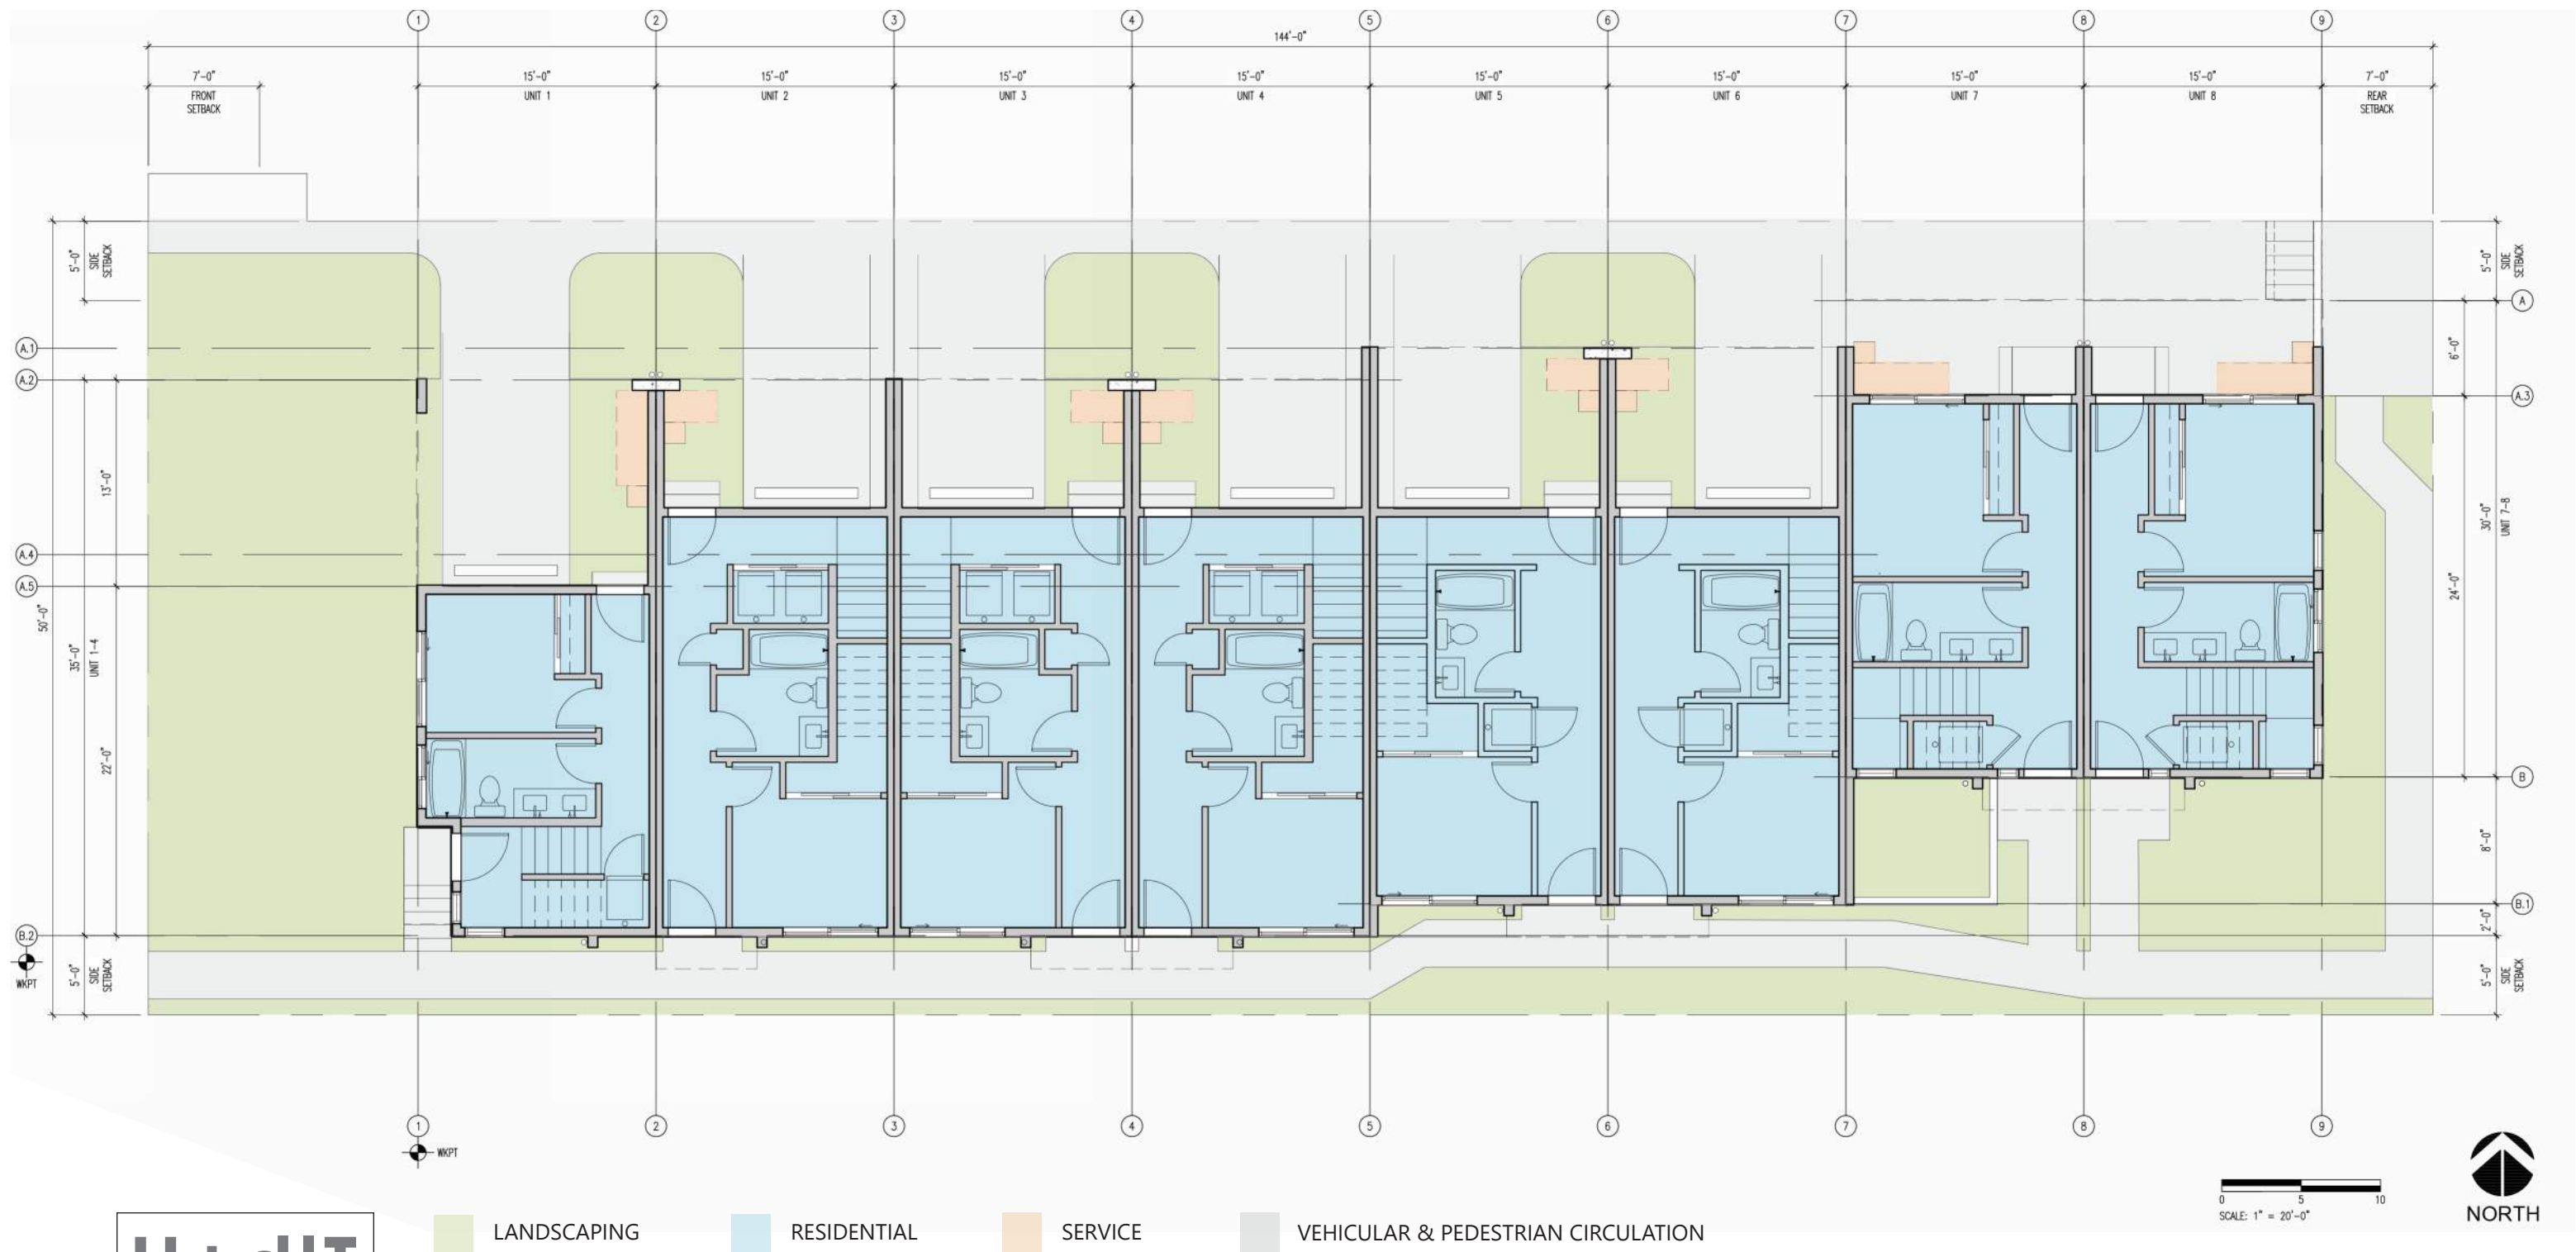 1 2 3 4 5 6 7 8 9
144'-0"
7'-0" 15'-0" 15'-0" 15'-0" 15'-0" 15'-0" 15'-0" 15'-0" 15'-0" 7'-0"
FRONT SETBACK UNIT 1 UNIT 2 UNIT 3 UNIT 4 UNIT 5 UNIT 6 UNIT 7 UNIT 8 REAR SETBACK
5'-0" SIDE SETBACK
5'-0" SIDE SETBACK
A
A.1
A.2
6'-0"
A.3
13'-0"
30'-0" UNIT 7-8
A.4
A.5
24'-0"
50'-0"
35'-0" UNIT 1-4
22'-0"
B
8'-0"
B.1
2'-0"
B.2
WKPT
5'-0" SIDE SETBACK
5'-0" SIDE SETBACK
1 2 3 4 5 6 7 8 9
WKPT
0 5 10
SCALE: 1" = 20'-0"
NORTH
LANDSCAPING RESIDENTIAL SERVICE VEHICULAR & PEDESTRIAN CIRCULATION